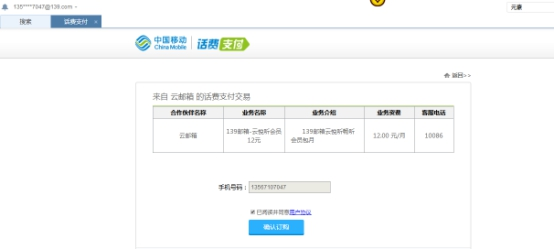 135****7047@139.com
元素
搜索
话费支付 ×
中国移动
China Mobile
话费支付
返回>>
来自 云邮箱 的话费支付交易
合作伙伴名称 业务名称 业务介绍 业务资费 客服电话
云邮箱 139邮箱-云悦听会员12元 139邮箱云悦听畅听会员包月 12.00 元/月 10086
手机号码：
已阅读并同意用户协议
确认订购